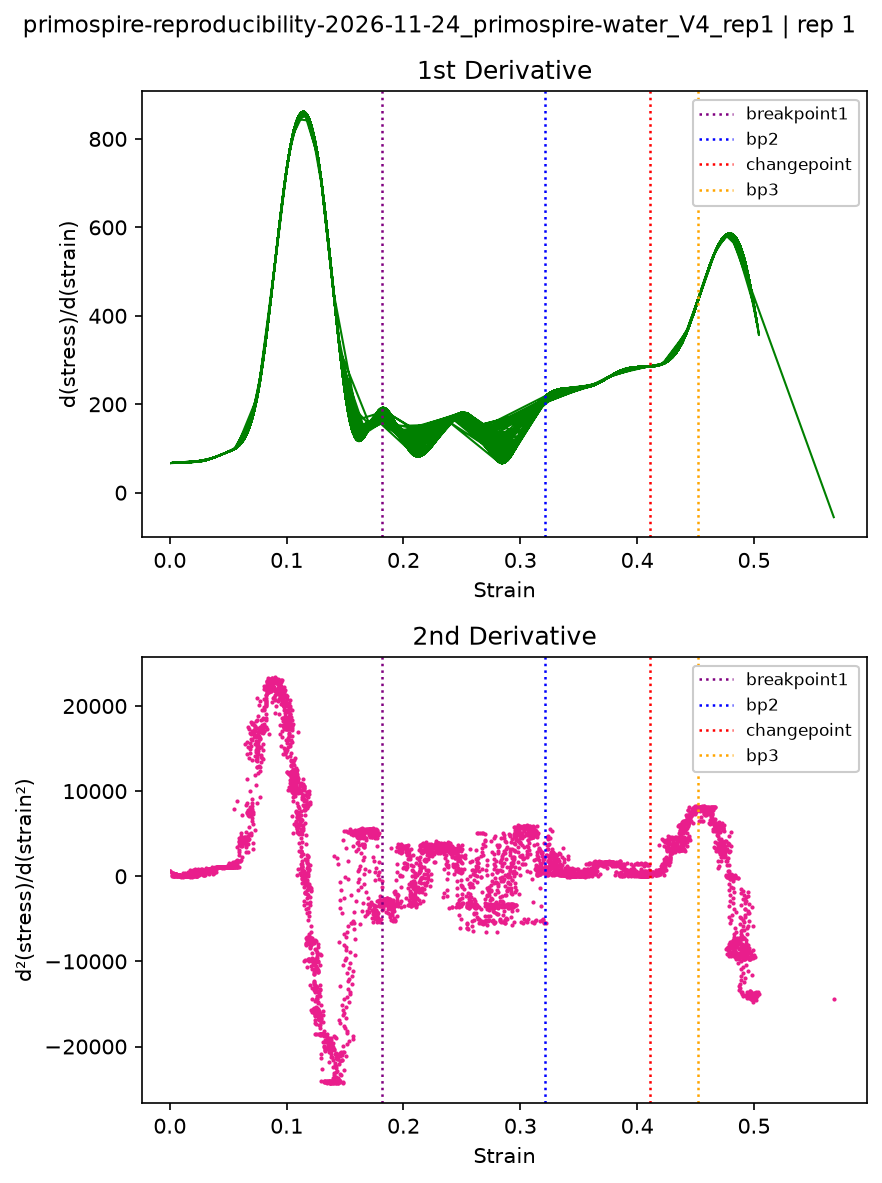 primospire-reproducibility-2026-11-24_primospire-water_V4_rep1 | rep 1
1st Derivative
d(stress)/d(strain)
800
600
400
200
0
breakpoint1
bp2
changepoint
bp3
0.0 0.1 0.2 0.3 0.4 0.5
Strain
2nd Derivative
d²(stress)/d(strain²)
20000
10000
0
−10000
−20000
breakpoint1
bp2
changepoint
bp3
0.0 0.1 0.2 0.3 0.4 0.5
Strain